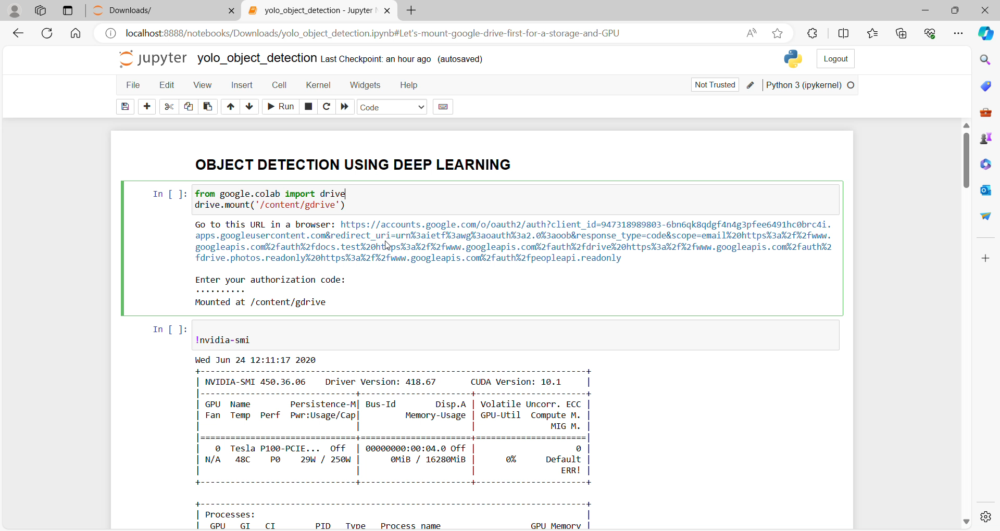 Downloads/
yolo_object_detection - Jupyter N
localhost:8888/notebooks/Downloads/yolo_object_detection.ipynb#Let's-mount-google-drive-first-for-a-storage-and-GPU
jupyter yolo_object_detection Last Checkpoint: an hour ago (autosaved)
Logout
File Edit View Insert Cell Kernel Widgets Help
Not Trusted
Python 3 (ipykernel)
Run
Code
OBJECT DETECTION USING DEEP LEARNING
In [ ]: from google.colab import drive
drive.mount('/content/gdrive')
Go to this URL in a browser: https://accounts.google.com/o/oauth2/auth?client_id=947318989803-6bn6qk8qdgf4n4g3pfee6491hc0brc4i.
apps.googleusercontent.com&redirect_uri=urn%3aietf%3awg%3aoauth%3a2.0%3aoob&response_type=code&scope=email%20https%3a%2f%2fwww.
googleapis.com%2fauth%2fdocs.test%20https%3a%2f%2fwww.googleapis.com%2fauth%2fdrive%20https%3a%2f%2fwww.googleapis.com%2fauth%2
fdrive.photos.readonly%20https%3a%2f%2fwww.googleapis.com%2fauth%2fpeopleapi.readonly
Enter your authorization code:
··········
Mounted at /content/gdrive
In [ ]:
!nvidia-smi
Wed Jun 24 12:11:17 2020
+-----------------------------------------------------------------------------+
| NVIDIA-SMI 450.36.06    Driver Version: 418.67       CUDA Version: 10.1     |
|-------------------------------+----------------------+----------------------+
| GPU  Name        Persistence-M| Bus-Id        Disp.A | Volatile Uncorr. ECC |
| Fan  Temp  Perf  Pwr:Usage/Cap|         Memory-Usage | GPU-Util  Compute M. |
|                               |                      |               MIG M. |
|===============================+======================+======================|
|   0  Tesla P100-PCIE...  Off  | 00000000:00:04.0 Off |                    0 |
| N/A   48C    P0    29W / 250W |      0MiB / 16280MiB |      0%      Default |
|                               |                      |                 ERR! |
+-------------------------------+----------------------+----------------------+
+-----------------------------------------------------------------------------+
| Processes:                                                                  |
|  GPU   GI   CI        PID   Type   Process name                  GPU Memory |